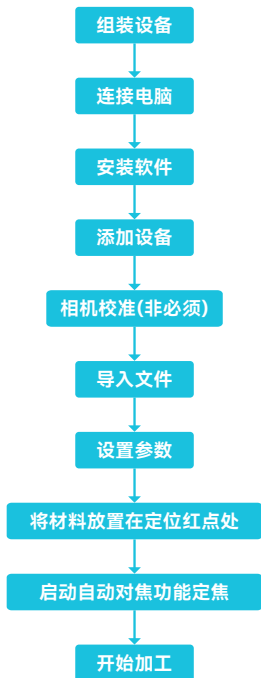 组装设备
连接电脑
安装软件
添加设备
相机校准(非必须)
导入文件
设置参数
将材料放置在定位红点处
启动自动对焦功能定焦
开始加工